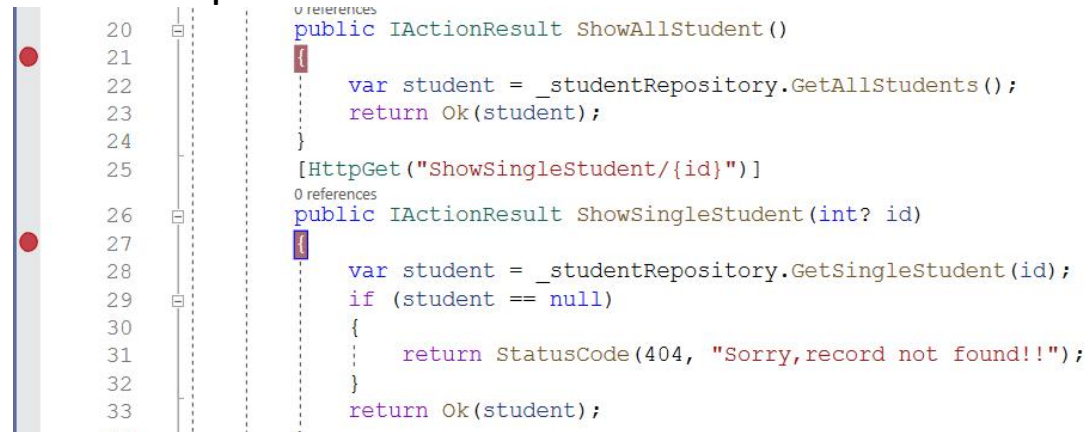 0 references
20 public IActionResult ShowAllStudent()
21 {
22 var student = _studentRepository.GetAllStudents();
23 return Ok(student);
24 }
25 [HttpGet("ShowSingleStudent/{id}")]
0 references
26 public IActionResult ShowSingleStudent(int? id)
27 {
28 var student = _studentRepository.GetSingleStudent(id);
29 if (student == null)
30 {
31 return StatusCode(404, "Sorry,record not found!!");
32 }
33 return Ok(student);